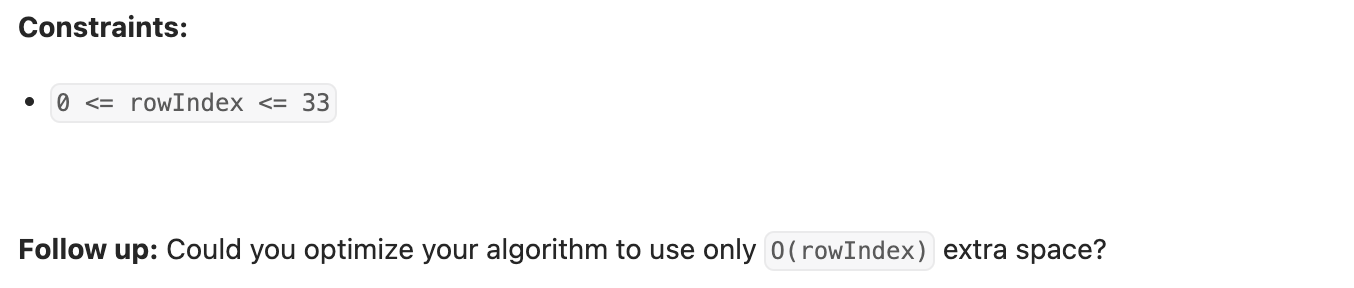 Constraints:
• 0 <= rowIndex <= 33
Follow up: Could you optimize your algorithm to use only O(rowIndex) extra space?